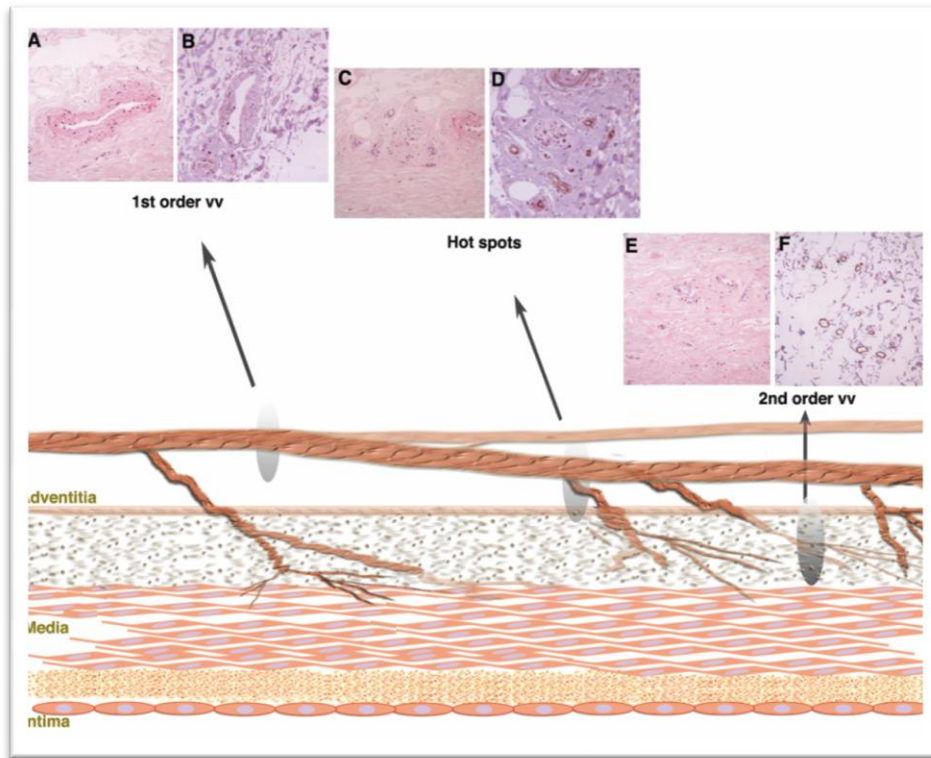 A
B
C
D
1st order vv
Hot spots
E
F
2nd order vv
dventitia
Media
ntima